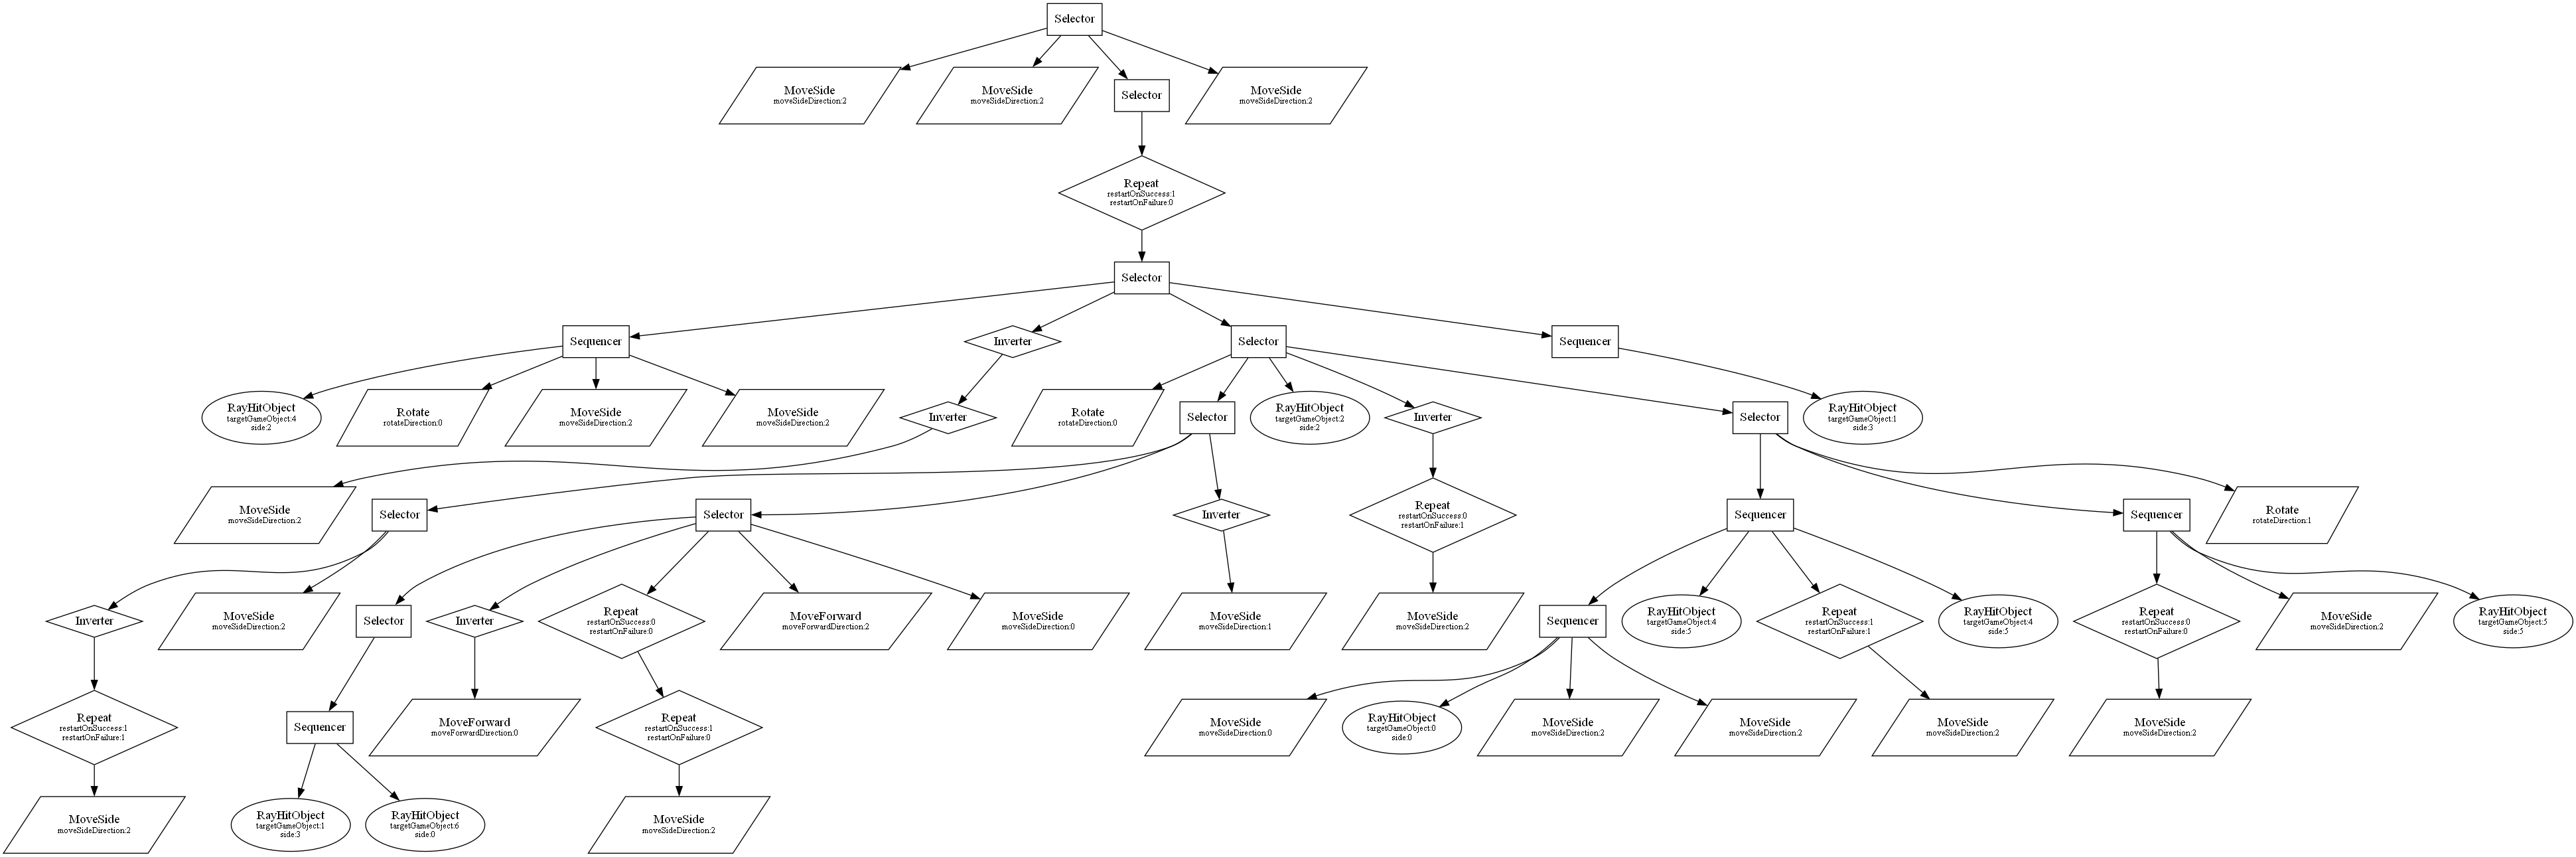 Selector
MoveSide
moveSideDirection:2
MoveSide
moveSideDirection:2
Selector
MoveSide
moveSideDirection:2
Repeat
restartOnSuccess:1
restartOnFailure:0
Selector
Sequencer
Inverter
Selector
Sequencer
RayHitObject
targetGameObject:4
side:2
Rotate
rotateDirection:0
MoveSide
moveSideDirection:2
MoveSide
moveSideDirection:2
Inverter
Rotate
rotateDirection:0
Selector
RayHitObject
targetGameObject:2
side:2
Inverter
Selector
RayHitObject
targetGameObject:1
side:3
MoveSide
moveSideDirection:2
Selector
Selector
Inverter
Repeat
restartOnSuccess:0
restartOnFailure:1
Sequencer
Sequencer
Rotate
rotateDirection:1
Inverter
MoveSide
moveSideDirection:2
Selector
Inverter
Repeat
restartOnSuccess:0
restartOnFailure:0
MoveForward
moveForwardDirection:2
MoveSide
moveSideDirection:0
MoveSide
moveSideDirection:1
MoveSide
moveSideDirection:2
Sequencer
RayHitObject
targetGameObject:4
side:5
Repeat
restartOnSuccess:1
restartOnFailure:1
RayHitObject
targetGameObject:4
side:5
Repeat
restartOnSuccess:0
restartOnFailure:0
MoveSide
moveSideDirection:2
RayHitObject
targetGameObject:5
side:5
Repeat
restartOnSuccess:1
restartOnFailure:1
Sequencer
MoveForward
moveForwardDirection:0
Repeat
restartOnSuccess:1
restartOnFailure:0
MoveSide
moveSideDirection:0
RayHitObject
targetGameObject:0
side:0
MoveSide
moveSideDirection:2
MoveSide
moveSideDirection:2
MoveSide
moveSideDirection:2
MoveSide
moveSideDirection:2
MoveSide
moveSideDirection:2
RayHitObject
targetGameObject:1
side:3
RayHitObject
targetGameObject:6
side:0
MoveSide
moveSideDirection:2